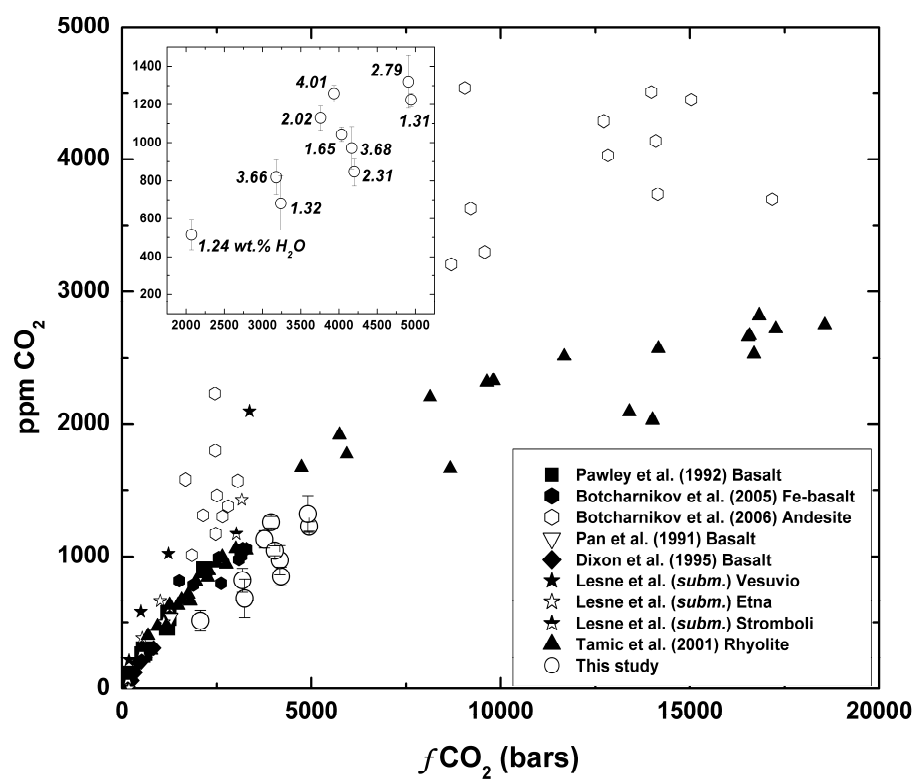 5000
4000
3000
2000
1000
0
ppm CO2
1400
1200
1000
800
600
400
200
2.79
4.01
2.02
1.31
1.65
3.68
3.66
2.31
1.32
1.24 wt.% H2O
2000 2500 3250 3500 4000 4500 5000
Pawley et al. (1992) Basalt
Botcharnikov et al. (2005) Fe-basalt
Botcharnikov et al. (2006) Andesite
Pan et al. (1991) Basalt
Dixon et al. (1995) Basalt
Lesne et al. (subm.) Vesuvio
Lesne et al. (subm.) Etna
Lesne et al. (subm.) Stromboli
Tamic et al. (2001) Rhyolite
This study
0 5000 10000 15000 20000
fCO2 (bars)